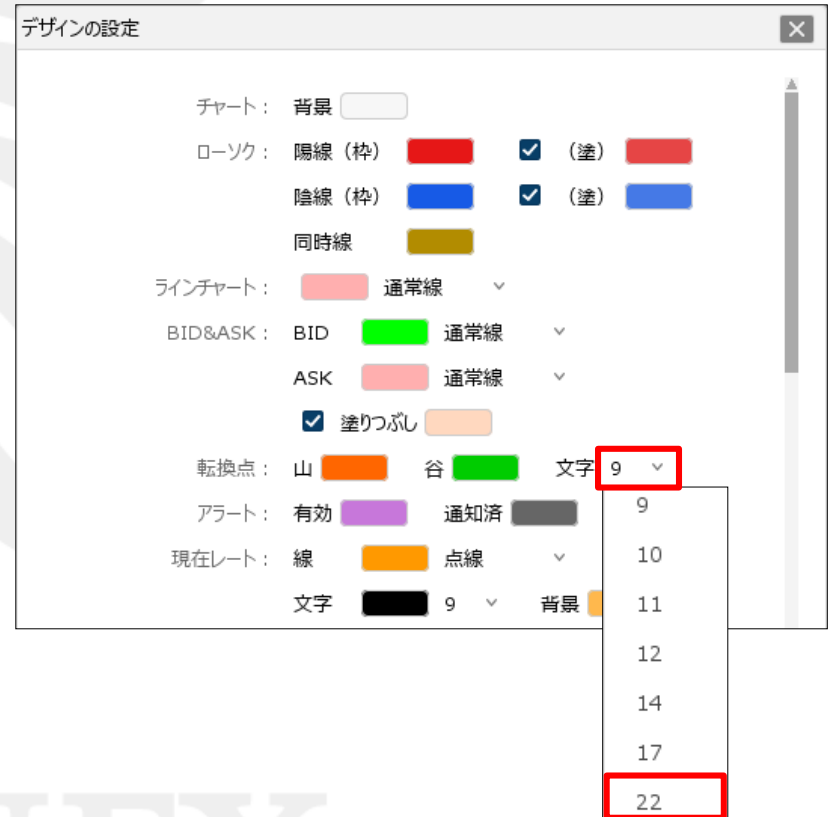 デザインの設定
チャート： 背景
ローソク： 陽線（枠） （塗）
陰線（枠） （塗）
同時線
ラインチャート： 通常線
BID&ASK： BID 通常線
ASK 通常線
塗りつぶし
転換点： 山 谷 文字 9
アラート： 有効 通知済
現在レート： 線 点線
文字 9 背景
9
10
11
12
14
17
22